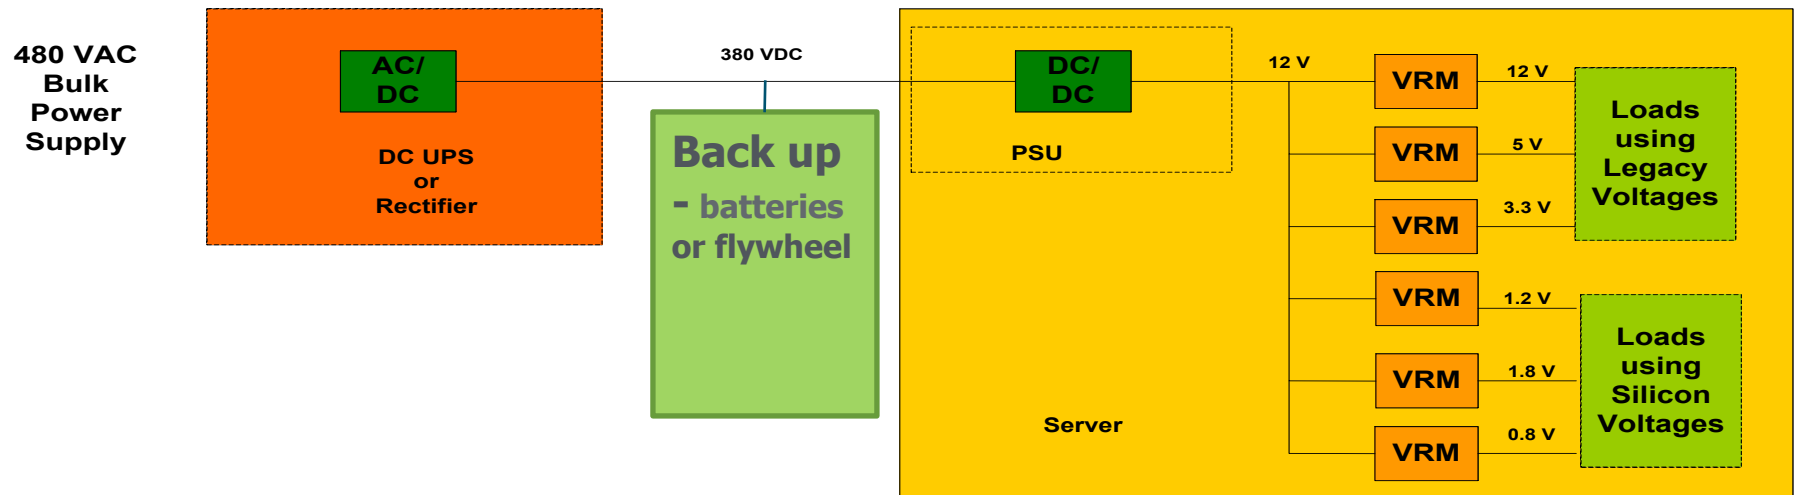 480 VAC
Bulk
Power
Supply
AC/
DC
DC UPS
or
Rectifier
380 VDC
Back up
- batteries
or flywheel
DC/
DC
PSU
Server
12 V
VRM
12 V
VRM
5 V
VRM
3.3 V
VRM
1.2 V
VRM
1.8 V
VRM
0.8 V
Loads
using
Legacy
Voltages
Loads
using
Silicon
Voltages